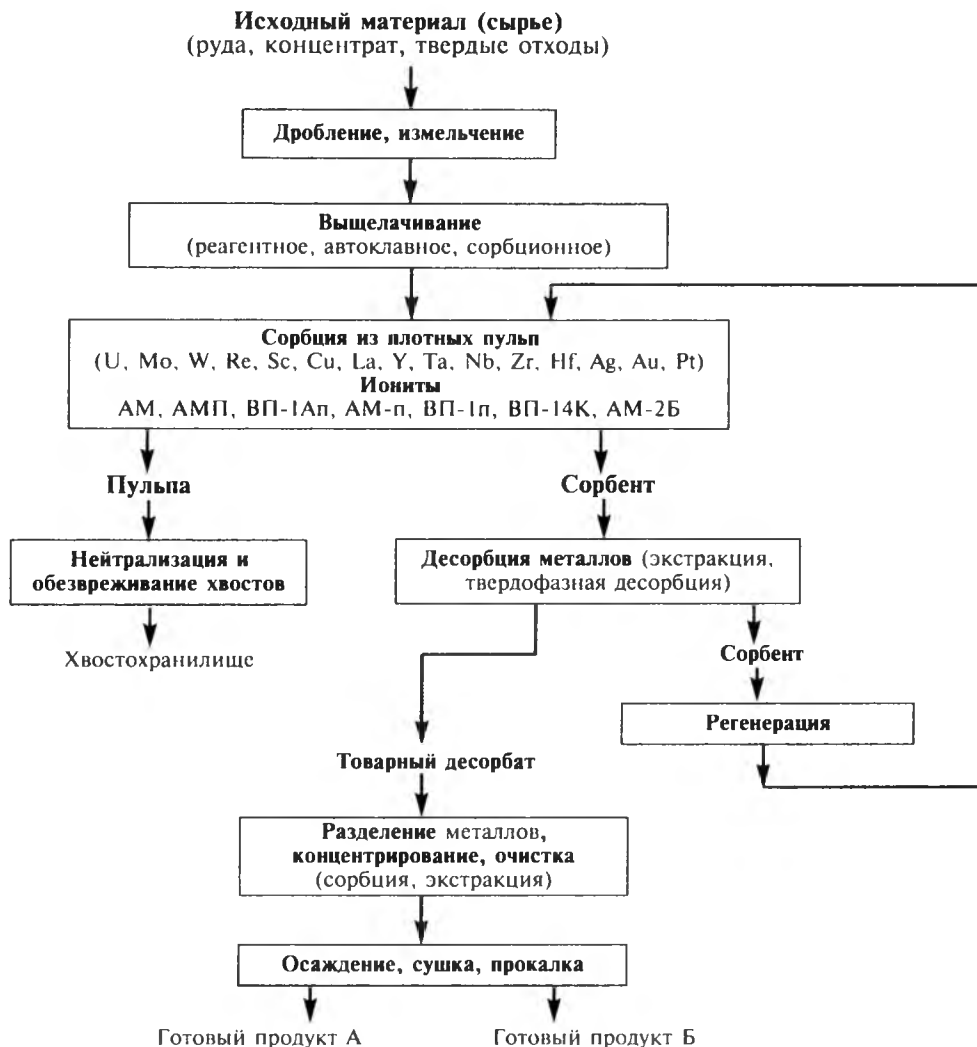 Исходный материал (сырье)
(руда, концентрат, твердые отходы)
Дробление, измельчение
Выщелачивание
(реагентное, автоклавное, сорбционное)
Сорбция из плотных пульп
(U, Mo, W, Re, Sc, Cu, La, Y, Ta, Nb, Zr, Hf, Ag, Au, Pt)
Иониты
АМ, АМП, ВП-1Ап, АМ-п, ВП-1п, ВП-14К, АМ-2Б
Пульпа
Сорбент
Нейтрализация и
обезвреживание хвостов
Десорбция металлов (экстракция,
твердофазная десорбция)
Хвостохранилище
Сорбент
Регенерация
Товарный десорбат
Разделение металлов,
концентрирование, очистка
(сорбция, экстракция)
Осаждение, сушка, прокалка
Готовый продукт А
Готовый продукт Б